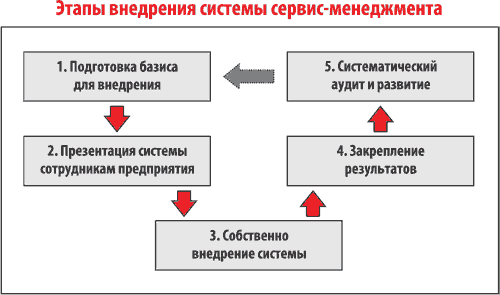 Этапы внедрения системы сервис-менеджмента
1. Подготовка базиса
для внедрения
2. Презентация системы
сотрудникам предприятия
3. Собственно
внедрение системы
4. Закрепление
результатов
5. Систематический
аудит и развитие